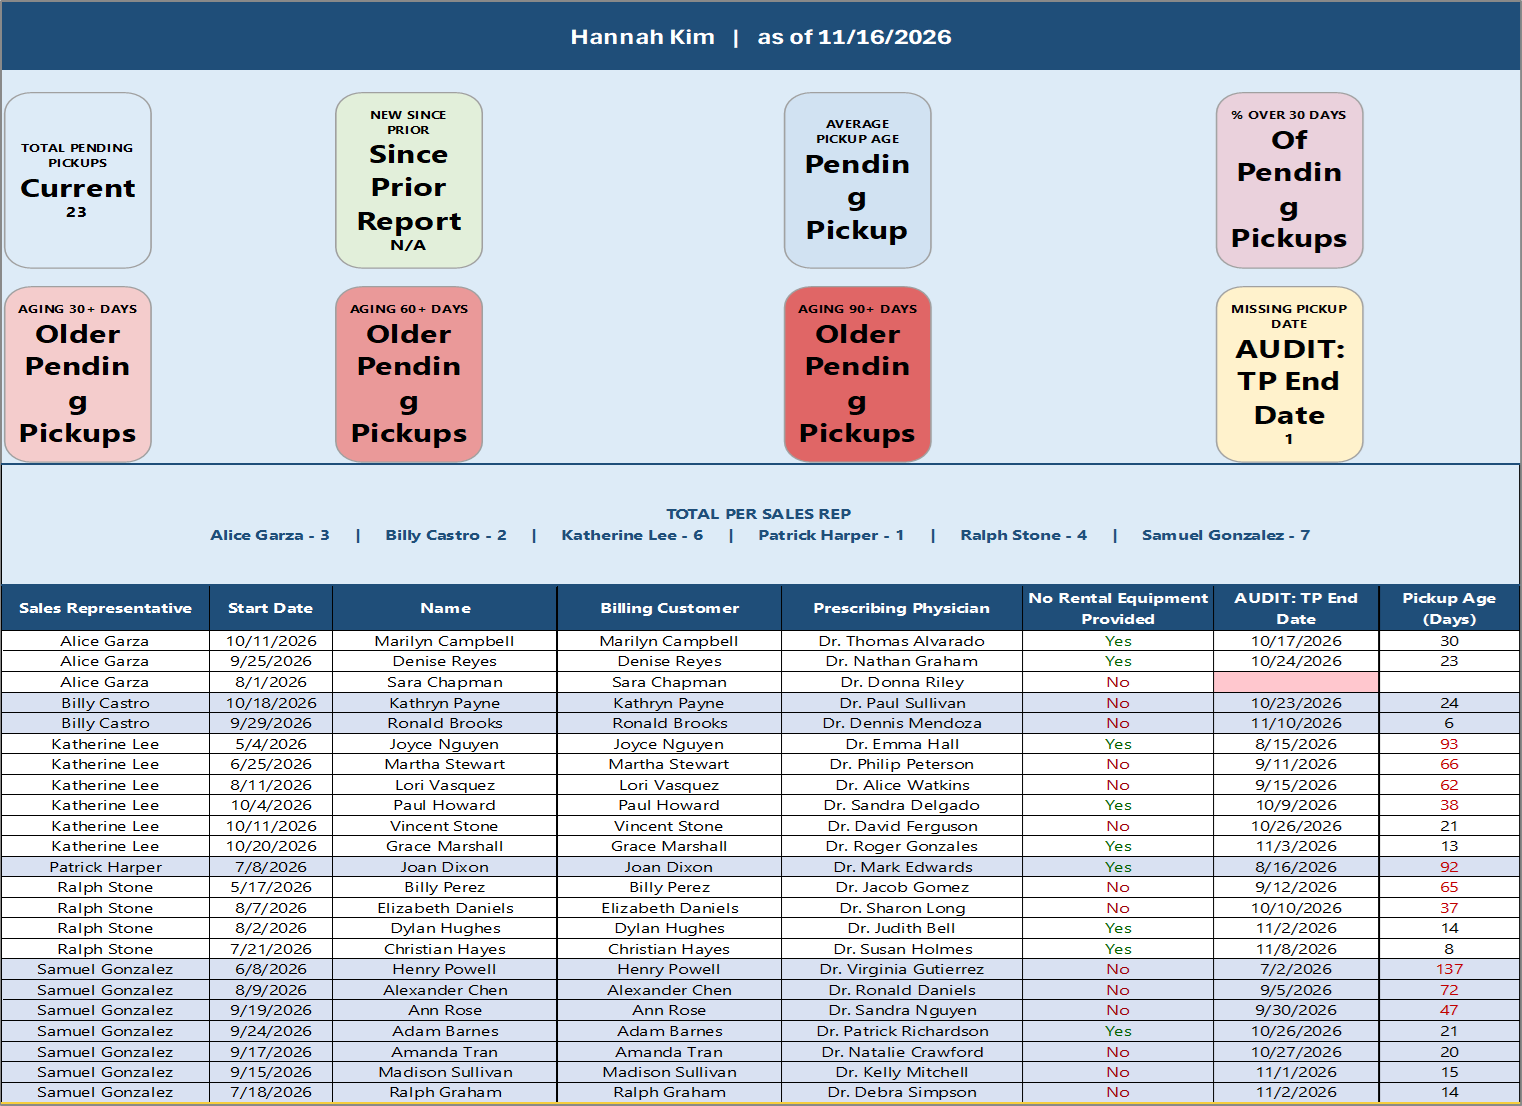 Hannah Kim | as of 11/16/2026
TOTAL PENDING
PICKUPS
Current
23
NEW SINCE
PRIOR
Since
Prior
Report
N/A
AVERAGE
PICKUP AGE
Pendin
g
Pickup
% OVER 30 DAYS
Of
Pendin
g
Pickups
AGING 30+ DAYS
Older
Pendin
g
Pickups
AGING 60+ DAYS
Older
Pendin
g
Pickups
AGING 90+ DAYS
Older
Pendin
g
Pickups
MISSING PICKUP
DATE
AUDIT:
TP End
Date
1
TOTAL PER SALES REP
Alice Garza - 3 | Billy Castro - 2 | Katherine Lee - 6 | Patrick Harper - 1 | Ralph Stone - 4 | Samuel Gonzalez - 7
Sales Representative Start Date Name Billing Customer Prescribing Physician No Rental Equipment Provided AUDIT: TP End Date Pickup Age (Days)
Alice Garza 10/11/2026 Marilyn Campbell Marilyn Campbell Dr. Thomas Alvarado Yes 10/17/2026 30
Alice Garza 9/25/2026 Denise Reyes Denise Reyes Dr. Nathan Graham Yes 10/24/2026 23
Alice Garza 8/1/2026 Sara Chapman Sara Chapman Dr. Donna Riley No
Billy Castro 10/18/2026 Kathryn Payne Kathryn Payne Dr. Paul Sullivan No 10/23/2026 24
Billy Castro 9/29/2026 Ronald Brooks Ronald Brooks Dr. Dennis Mendoza No 11/10/2026 6
Katherine Lee 5/4/2026 Joyce Nguyen Joyce Nguyen Dr. Emma Hall Yes 8/15/2026 93
Katherine Lee 6/25/2026 Martha Stewart Martha Stewart Dr. Philip Peterson No 9/11/2026 66
Katherine Lee 8/11/2026 Lori Vasquez Lori Vasquez Dr. Alice Watkins No 9/15/2026 62
Katherine Lee 10/4/2026 Paul Howard Paul Howard Dr. Sandra Delgado Yes 10/9/2026 38
Katherine Lee 10/11/2026 Vincent Stone Vincent Stone Dr. David Ferguson No 10/26/2026 21
Katherine Lee 10/20/2026 Grace Marshall Grace Marshall Dr. Roger Gonzales Yes 11/3/2026 13
Patrick Harper 7/8/2026 Joan Dixon Joan Dixon Dr. Mark Edwards Yes 8/16/2026 92
Ralph Stone 5/17/2026 Billy Perez Billy Perez Dr. Jacob Gomez No 9/12/2026 65
Ralph Stone 8/7/2026 Elizabeth Daniels Elizabeth Daniels Dr. Sharon Long No 10/10/2026 37
Ralph Stone 8/2/2026 Dylan Hughes Dylan Hughes Dr. Judith Bell Yes 11/2/2026 14
Ralph Stone 7/21/2026 Christian Hayes Christian Hayes Dr. Susan Holmes Yes 11/8/2026 8
Samuel Gonzalez 6/8/2026 Henry Powell Henry Powell Dr. Virginia Gutierrez No 7/2/2026 137
Samuel Gonzalez 8/9/2026 Alexander Chen Alexander Chen Dr. Ronald Daniels No 9/5/2026 72
Samuel Gonzalez 9/19/2026 Ann Rose Ann Rose Dr. Sandra Nguyen No 9/30/2026 47
Samuel Gonzalez 9/24/2026 Adam Barnes Adam Barnes Dr. Patrick Richardson Yes 10/26/2026 21
Samuel Gonzalez 9/17/2026 Amanda Tran Amanda Tran Dr. Natalie Crawford No 10/27/2026 20
Samuel Gonzalez 9/15/2026 Madison Sullivan Madison Sullivan Dr. Kelly Mitchell No 11/1/2026 15
Samuel Gonzalez 7/18/2026 Ralph Graham Ralph Graham Dr. Debra Simpson No 11/2/2026 14